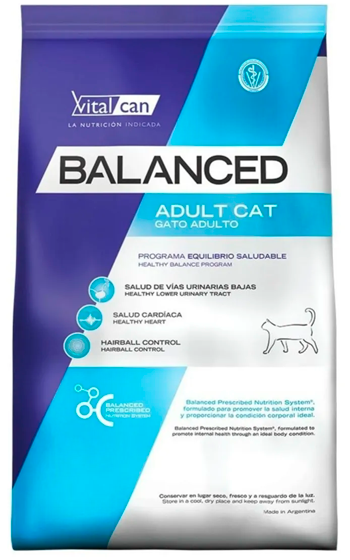 vital can
LA NUTRICIÓN INDICADA
BALANCED
ADULT CAT
GATO ADULTO
PROGRAMA EQUILIBRIO SALUDABLE
HEALTHY BALANCE PROGRAM
SALUD DE VÍAS URINARIAS BAJAS
HEALTHY LOWER URINARY TRACT
SALUD CARDÍACA
HEALTHY HEART
HAIRBALL CONTROL
HAIRBALL CONTROL
BALANCED
PRESCRIBED
NUTRITION SYSTEM
Balanced Prescribed Nutrition System®,
formulado para promover la salud interna
y proporcionar la condición corporal ideal.
Balanced Prescribed Nutrition System®, formulated to
promote internal health through an ideal body condition.
Conservar en lugar seco, fresco y a resguardo de la luz.
Store in a cool, dry place and keep away from sunlight.
Made in Argentina